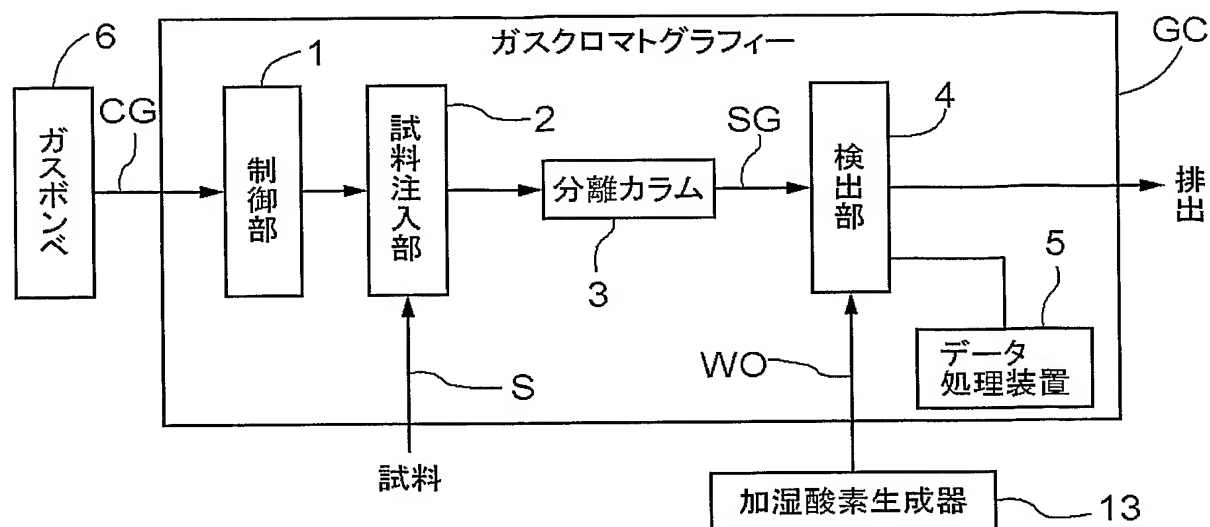 ガスクロマトグラフィー
GC
6
1
2
4
CG
SG
ガスボンベ
制御部
試料注入部
分離カラム
検出部
排出
3
5
データ
処理装置
S
WO
試料
加湿酸素生成器
13